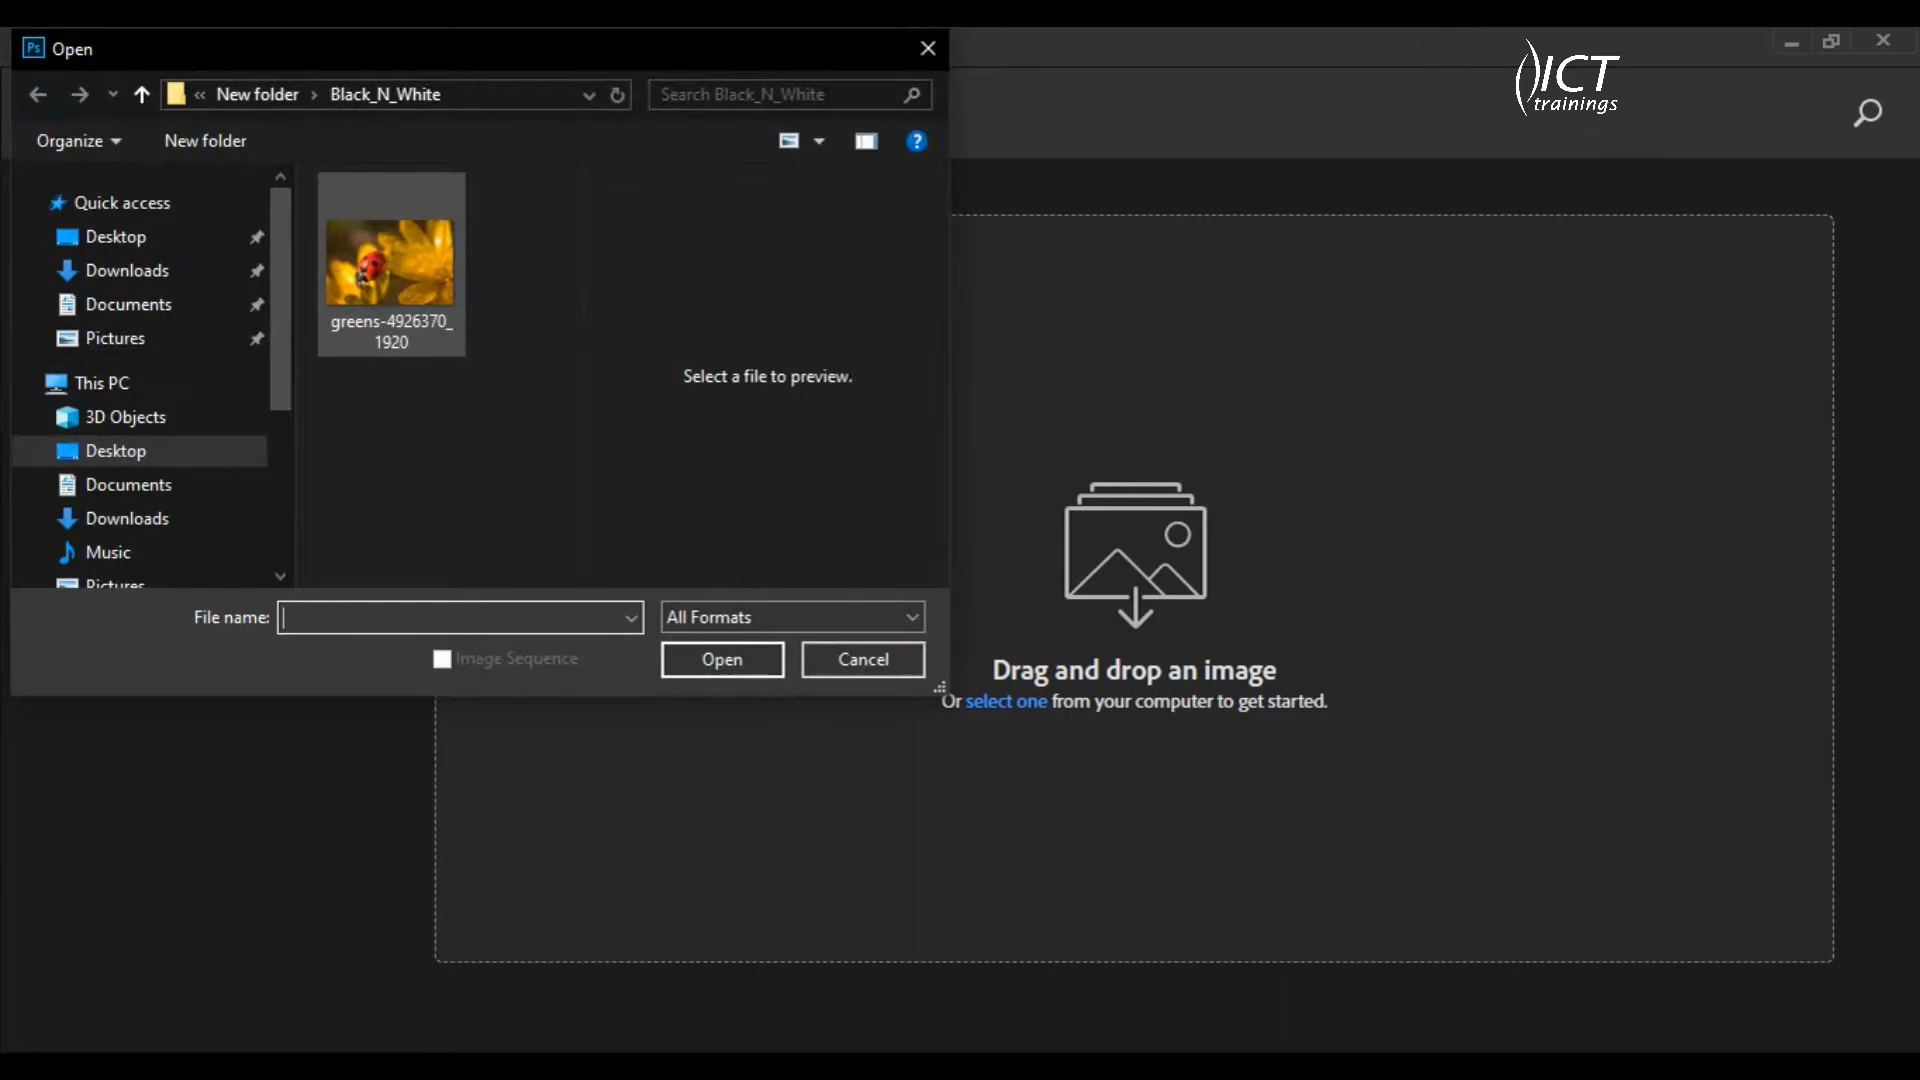 Ps Open
« New folder › Black_N_White
Search Black_N_White
ICT
trainings
Organize
New folder
?
Quick access
Desktop
Downloads
Documents
Pictures
This PC
3D Objects
Desktop
Documents
Downloads
Music
Pictures
greens-4926370_
1920
Select a file to preview.
File name:
All Formats
Image Sequence
Open
Cancel
Drag and drop an image
Or select one from your computer to get started.